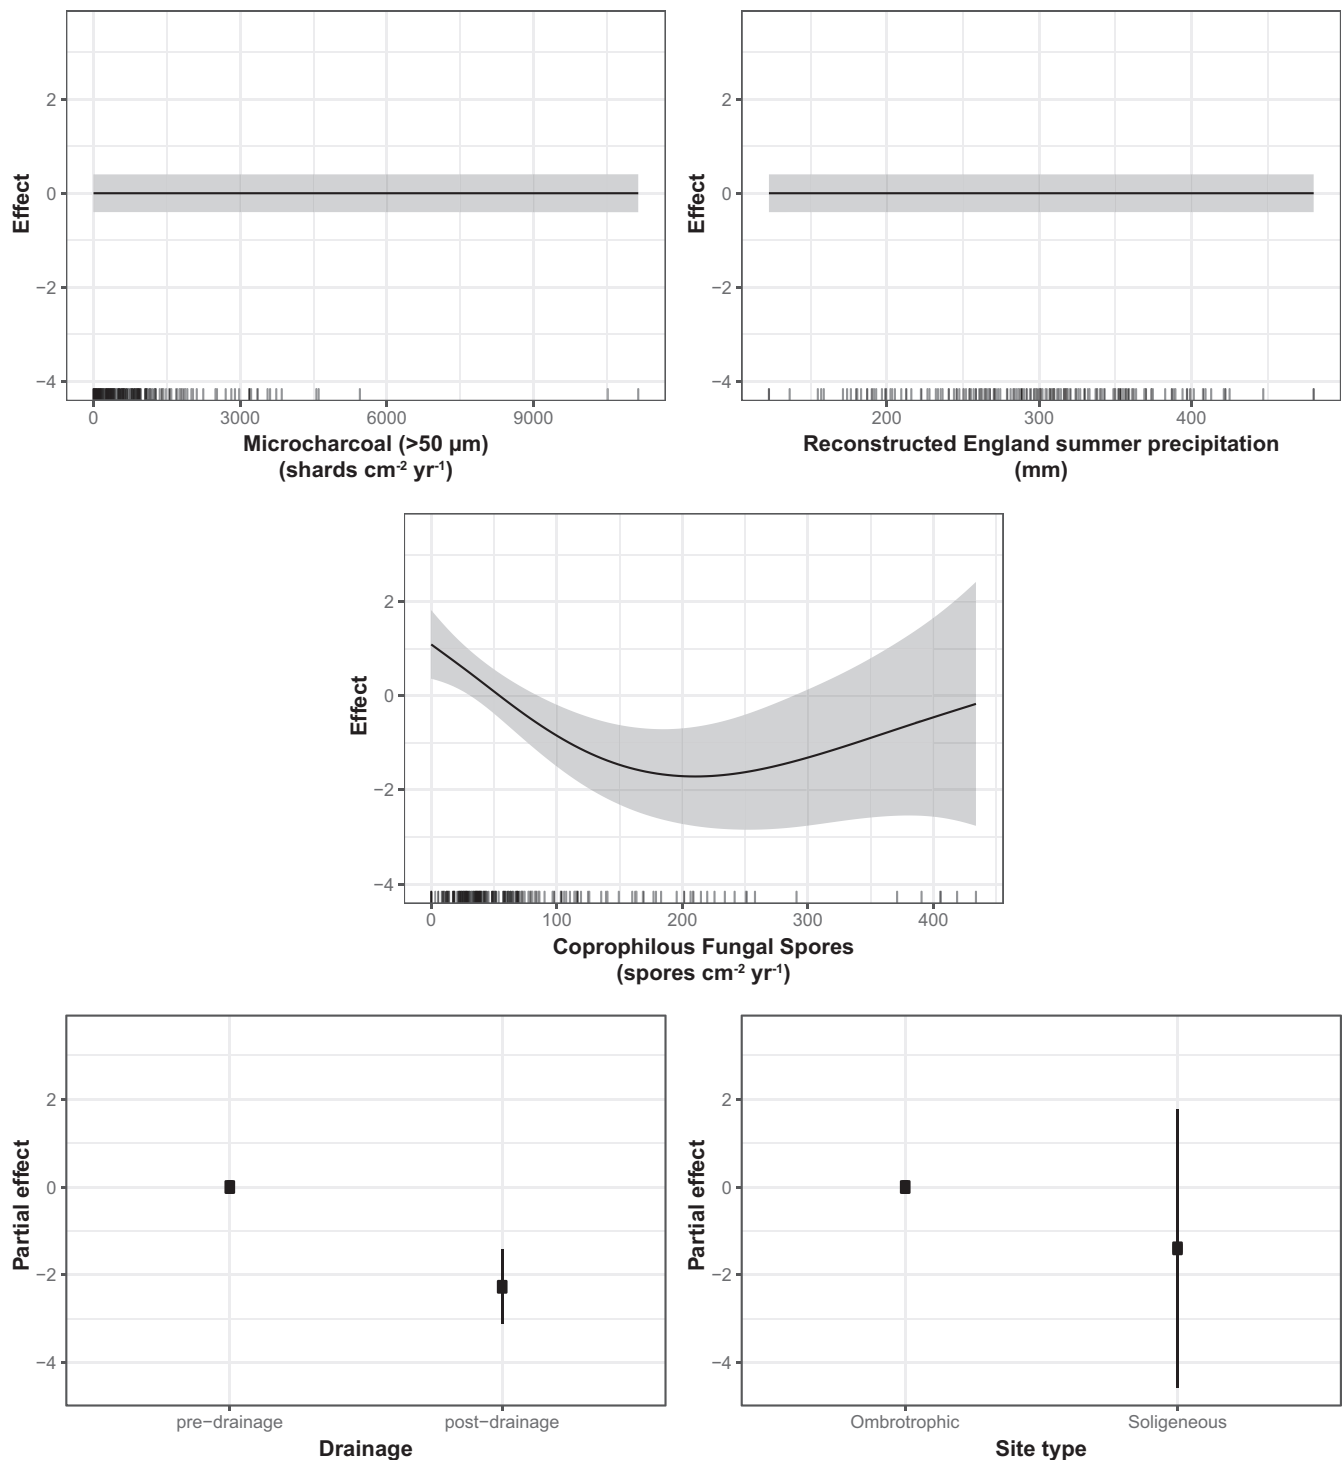 2
0
−2
−4
Effect
0
3000
6000
9000
Microcharcoal (>50 µm)
(shards cm-2 yr-1)
2
0
−2
−4
Effect
200
300
400
Reconstructed England summer precipitation
(mm)
2
0
−2
−4
Effect
0
100
200
300
400
Coprophilous Fungal Spores
(spores cm-2 yr-1)
2
0
−2
−4
Partial effect
pre−drainage
post−drainage
Drainage
2
0
−2
−4
Partial effect
Ombrotrophic
Soligeneous
Site type